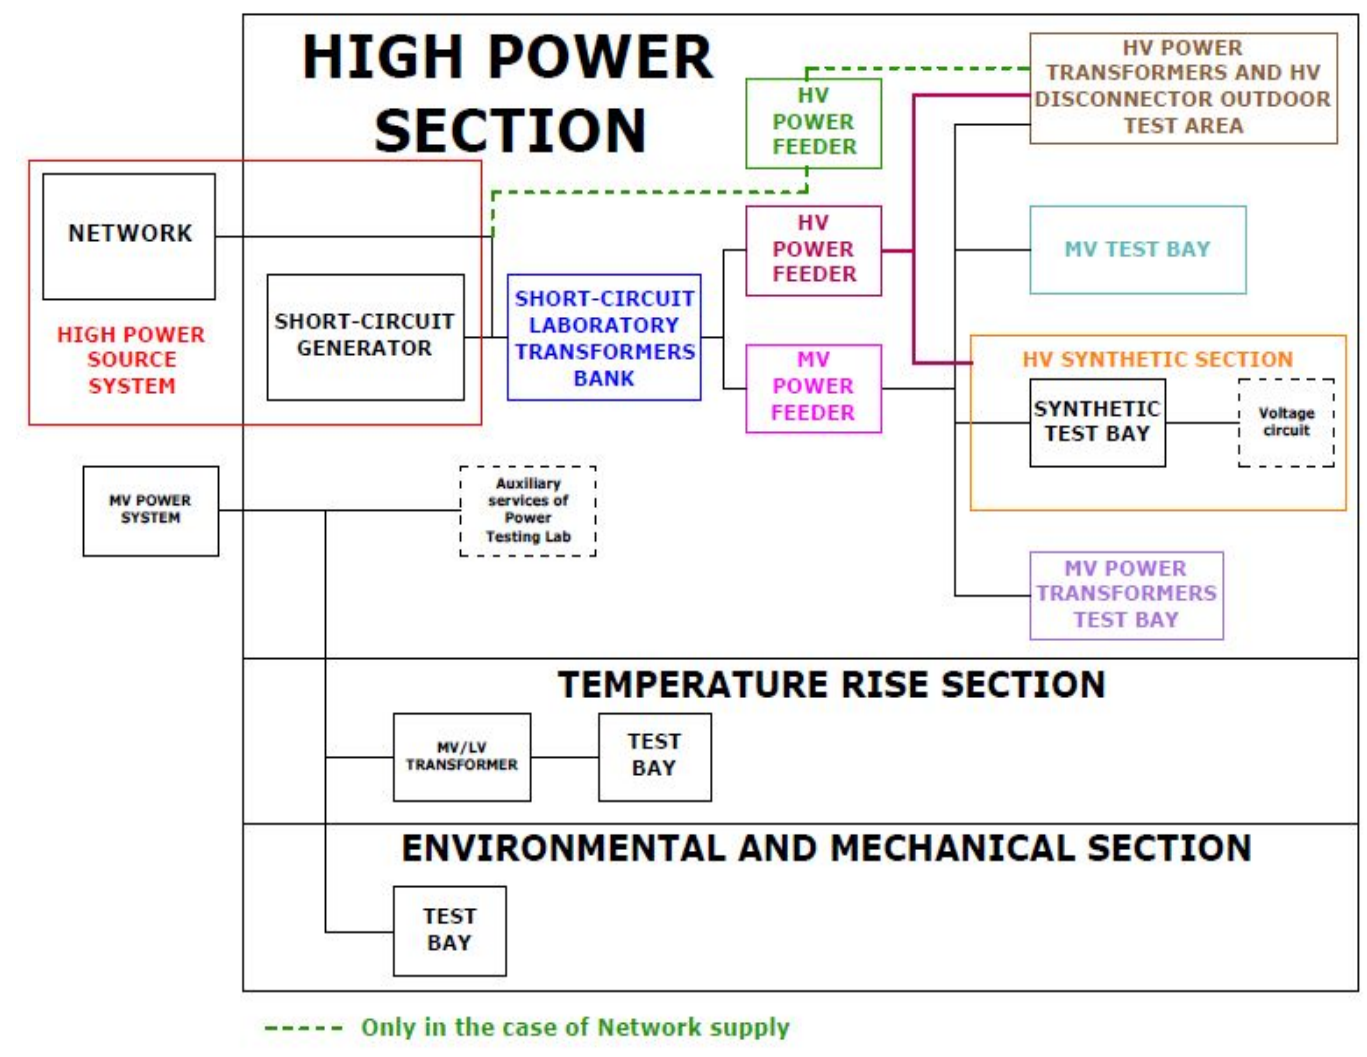 HIGH POWER
SECTION
HV
POWER
FEEDER
HV POWER
TRANSFORMERS AND HV
DISCONNECTOR OUTDOOR
TEST AREA
NETWORK
HIGH POWER
SOURCE
SYSTEM
SHORT-CIRCUIT
GENERATOR
SHORT-CIRCUIT
LABORATORY
TRANSFORMERS
BANK
HV
POWER
FEEDER
MV
POWER
FEEDER
MV TEST BAY
HV SYNTHETIC SECTION
SYNTHETIC
TEST BAY
Voltage
circuit
MV POWER
SYSTEM
Auxiliary
services of
Power
Testing Lab
MV POWER
TRANSFORMERS
TEST BAY
TEMPERATURE RISE SECTION
MV/LV
TRANSFORMER
TEST
BAY
ENVIRONMENTAL AND MECHANICAL SECTION
TEST
BAY
Only in the case of Network supply